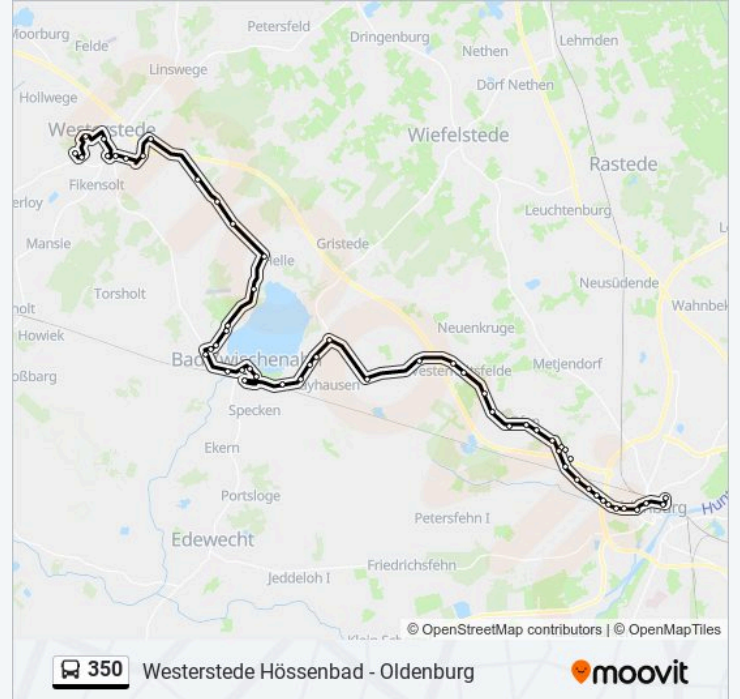 Moorburg
Petersfeld
Dringenburg
Lehmden
Felde
Nethen
Linswege
Dorf Nethen
Hollwege
Westerstede
Wiefelstede
Rastede
Fikensolt
Leuchtenburg
Mansie
Gristede
Helle
Neusüdende
Torsholt
Wahnbek
Howiek
Neuenkruge
Metjendorf
Specken
Ekern
Portsloge
Petersfehn I
Edewecht
Friedrichsfehn
Jeddeloh I
© OpenStreetMap contributors | © OpenMapTiles
350 Westerstede Hössenbad - Oldenburg moovit